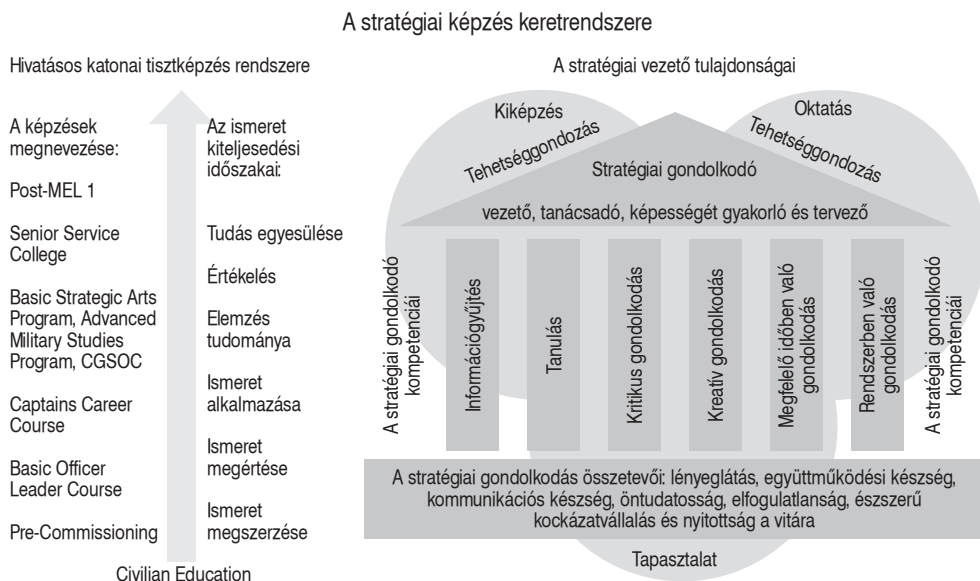 A stratégiai képzés keretrendszere
Hivatásos katonai tisztképzés rendszere
A képzések
megnevezése:
Post-MEL 1
Senior Service
College
Basic Strategic Arts
Program, Advanced
Military Studies
Program, CGSOC
Captains Career
Course
Basic Officer
Leader Course
Pre-Commissioning
Civilian Education
Az ismeret
kiteljesedési
időszakai:
Tudás egyesülése
Értékelés
Elemzés
tudománya
Ismeret
alkalmazása
Ismeret
megértése
Ismeret
megszerzése
A stratégiai vezető tulajdonságai
Kiképzés
Tehetséggondozás
Oktatás
Tehetséggondozás
Stratégiai gondolkodó
vezető, tanácsadó, képességét gyakorló és tervező
A stratégiai gondolkodó
kompetenciái
Információgyűjtés
Tanulás
Kritikus gondolkodás
Kreatív gondolkodás
Megfelelő időben való
gondolkodás
Rendszerben való
gondolkodás
A stratégiai gondolkodó
kompetenciái
A stratégiai gondolkodás összetevői: lényeglátás, együttműködési készség,
kommunikációs készség, öntudatosság, elfogulatlanság, észszerű
kockázatvállalás és nyitottság a vitára
Tapasztalat